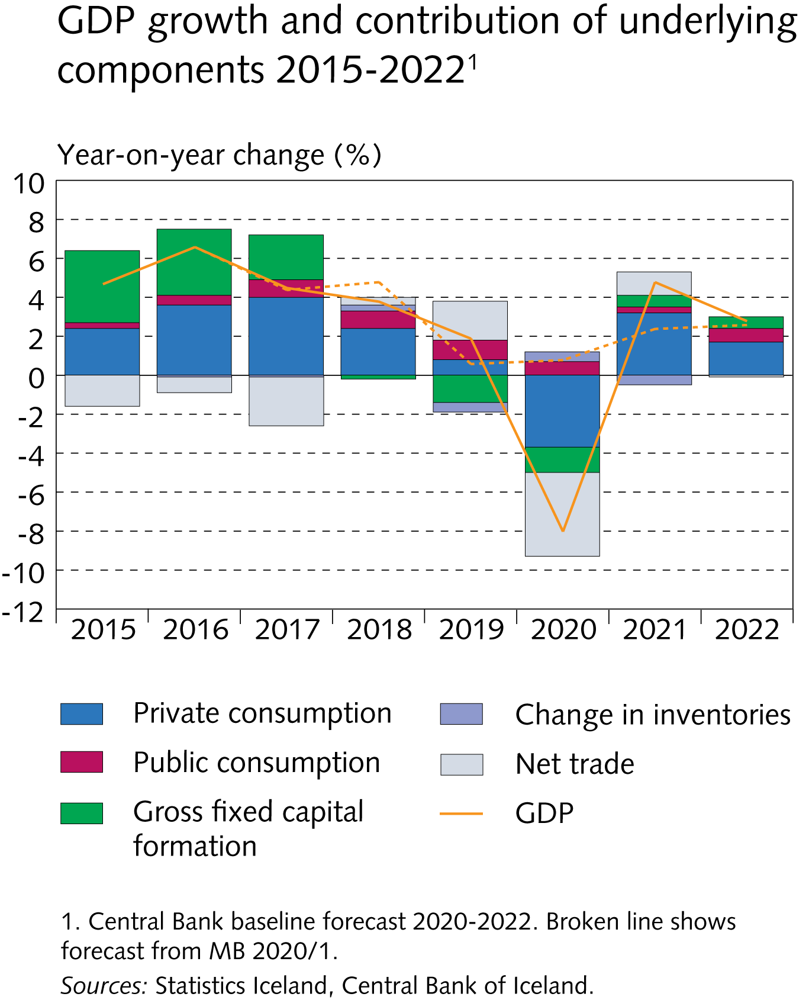 GDP growth and contribution of underlying
components 2015-2022¹
Year-on-year change (%)
10
8
6
4
2
0
-2
-4
-6
-8
-10
-12
2015 2016 2017 2018 2019 2020 2021 2022
Private consumption
Public consumption
Gross fixed capital
formation
Change in inventories
Net trade
GDP
1. Central Bank baseline forecast 2020-2022. Broken line shows
forecast from MB 2020/1.
Sources: Statistics Iceland, Central Bank of Iceland.